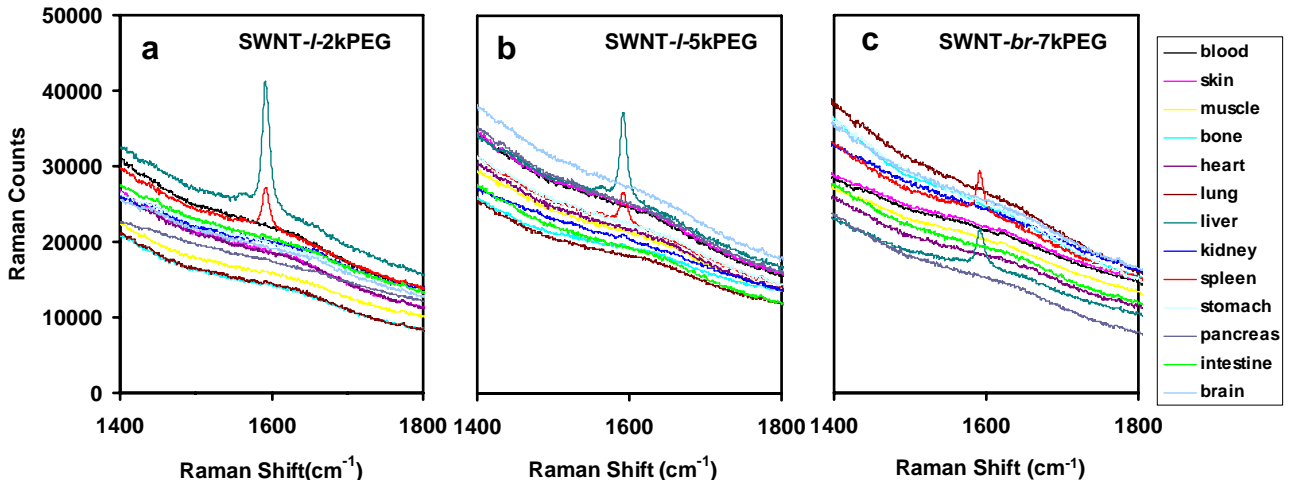 50000
40000
30000
20000
10000
0
Raman Counts
a
SWNT-l-2kPEG
1400
1600
1800
Raman Shift(cm-1)
b
SWNT-l-5kPEG
1400
1600
1800
Raman Shift (cm-1)
c
SWNT-br-7kPEG
1400
1600
1800
Raman Shift (cm-1)
blood
skin
muscle
bone
heart
lung
liver
kidney
spleen
stomach
pancreas
intestine
brain